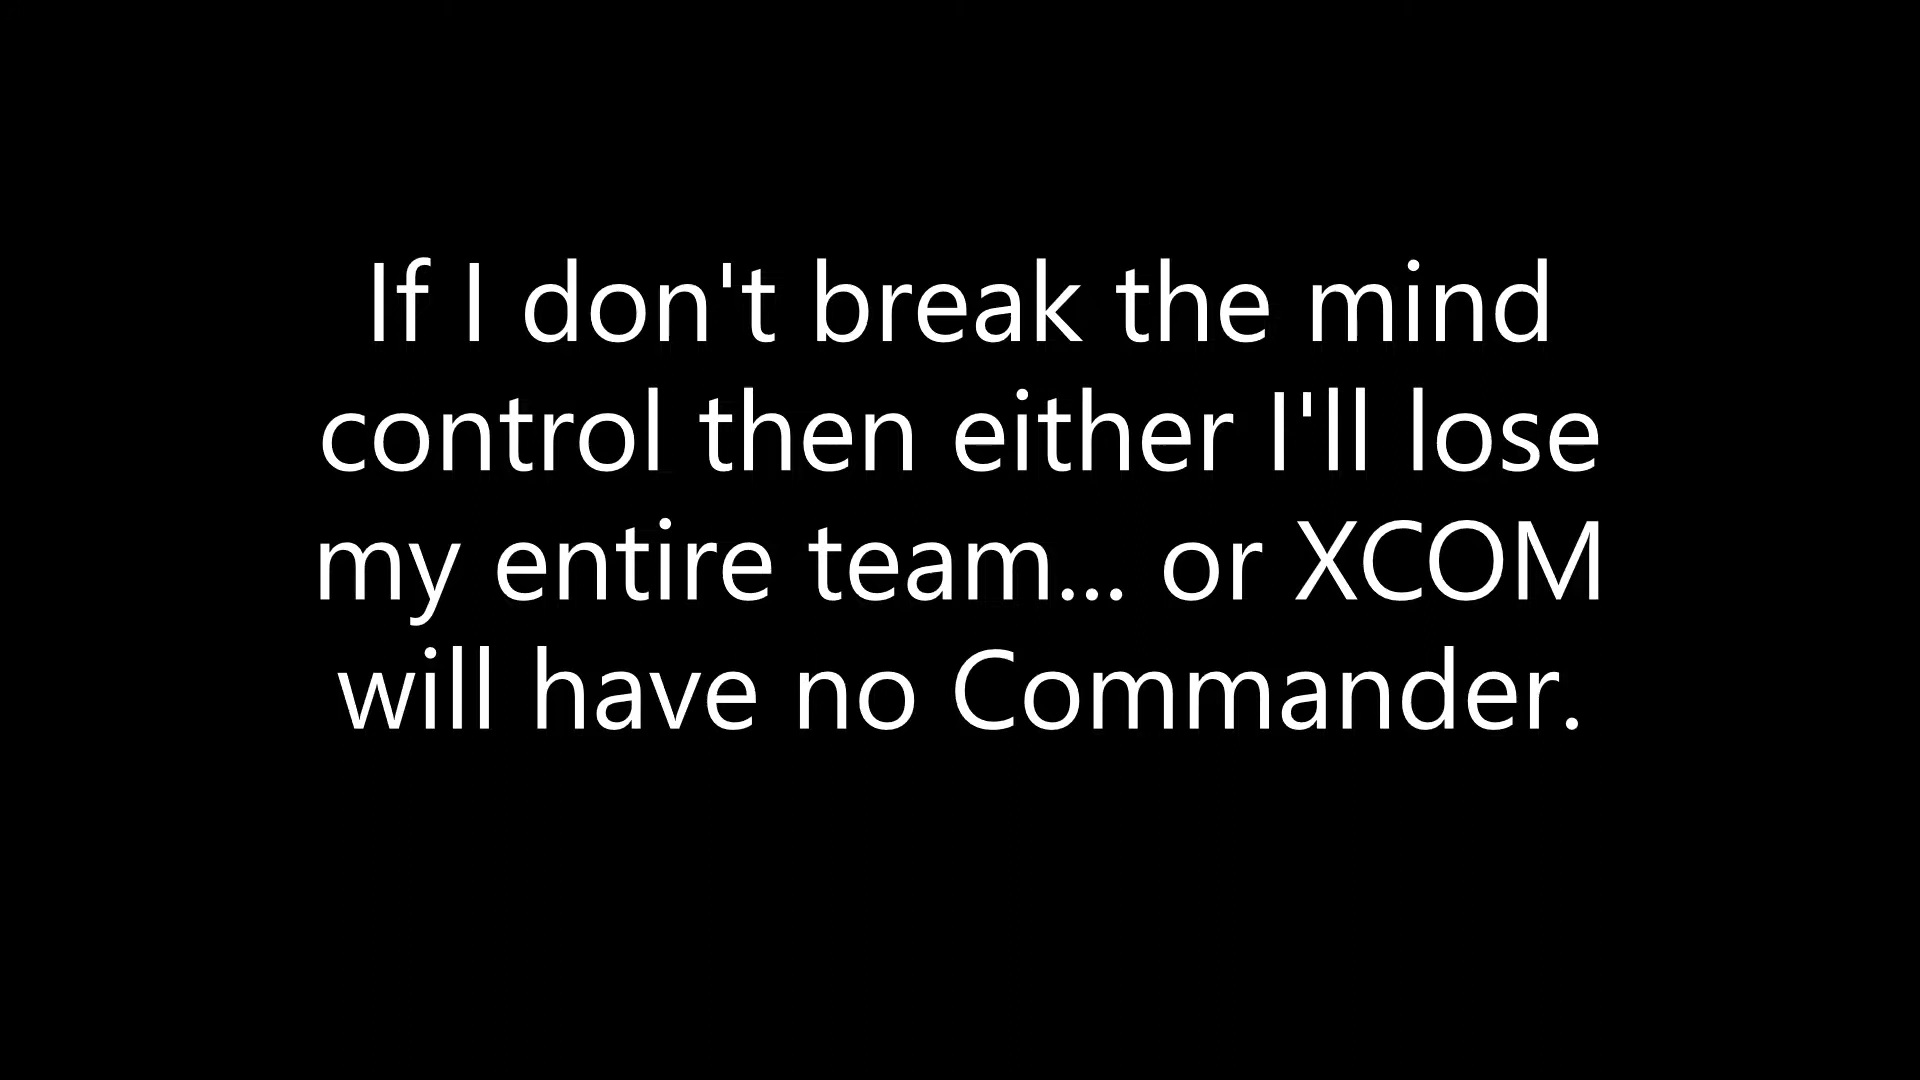 If I don't break the mind
control then either I'll lose
my entire team... or XCOM
will have no Commander.